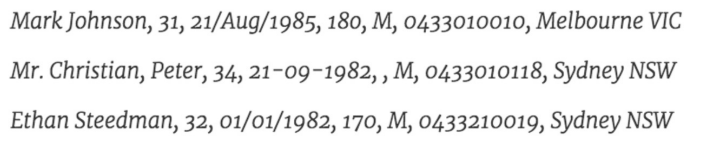 Mark Johnson, 31, 21/Aug/1985, 180, M, 0433010010, Melbourne VIC
Mr. Christian, Peter, 34, 21-09-1982, , M, 0433010118, Sydney NSW
Ethan Steedman, 32, 01/01/1982, 170, M, 0433210019, Sydney NSW